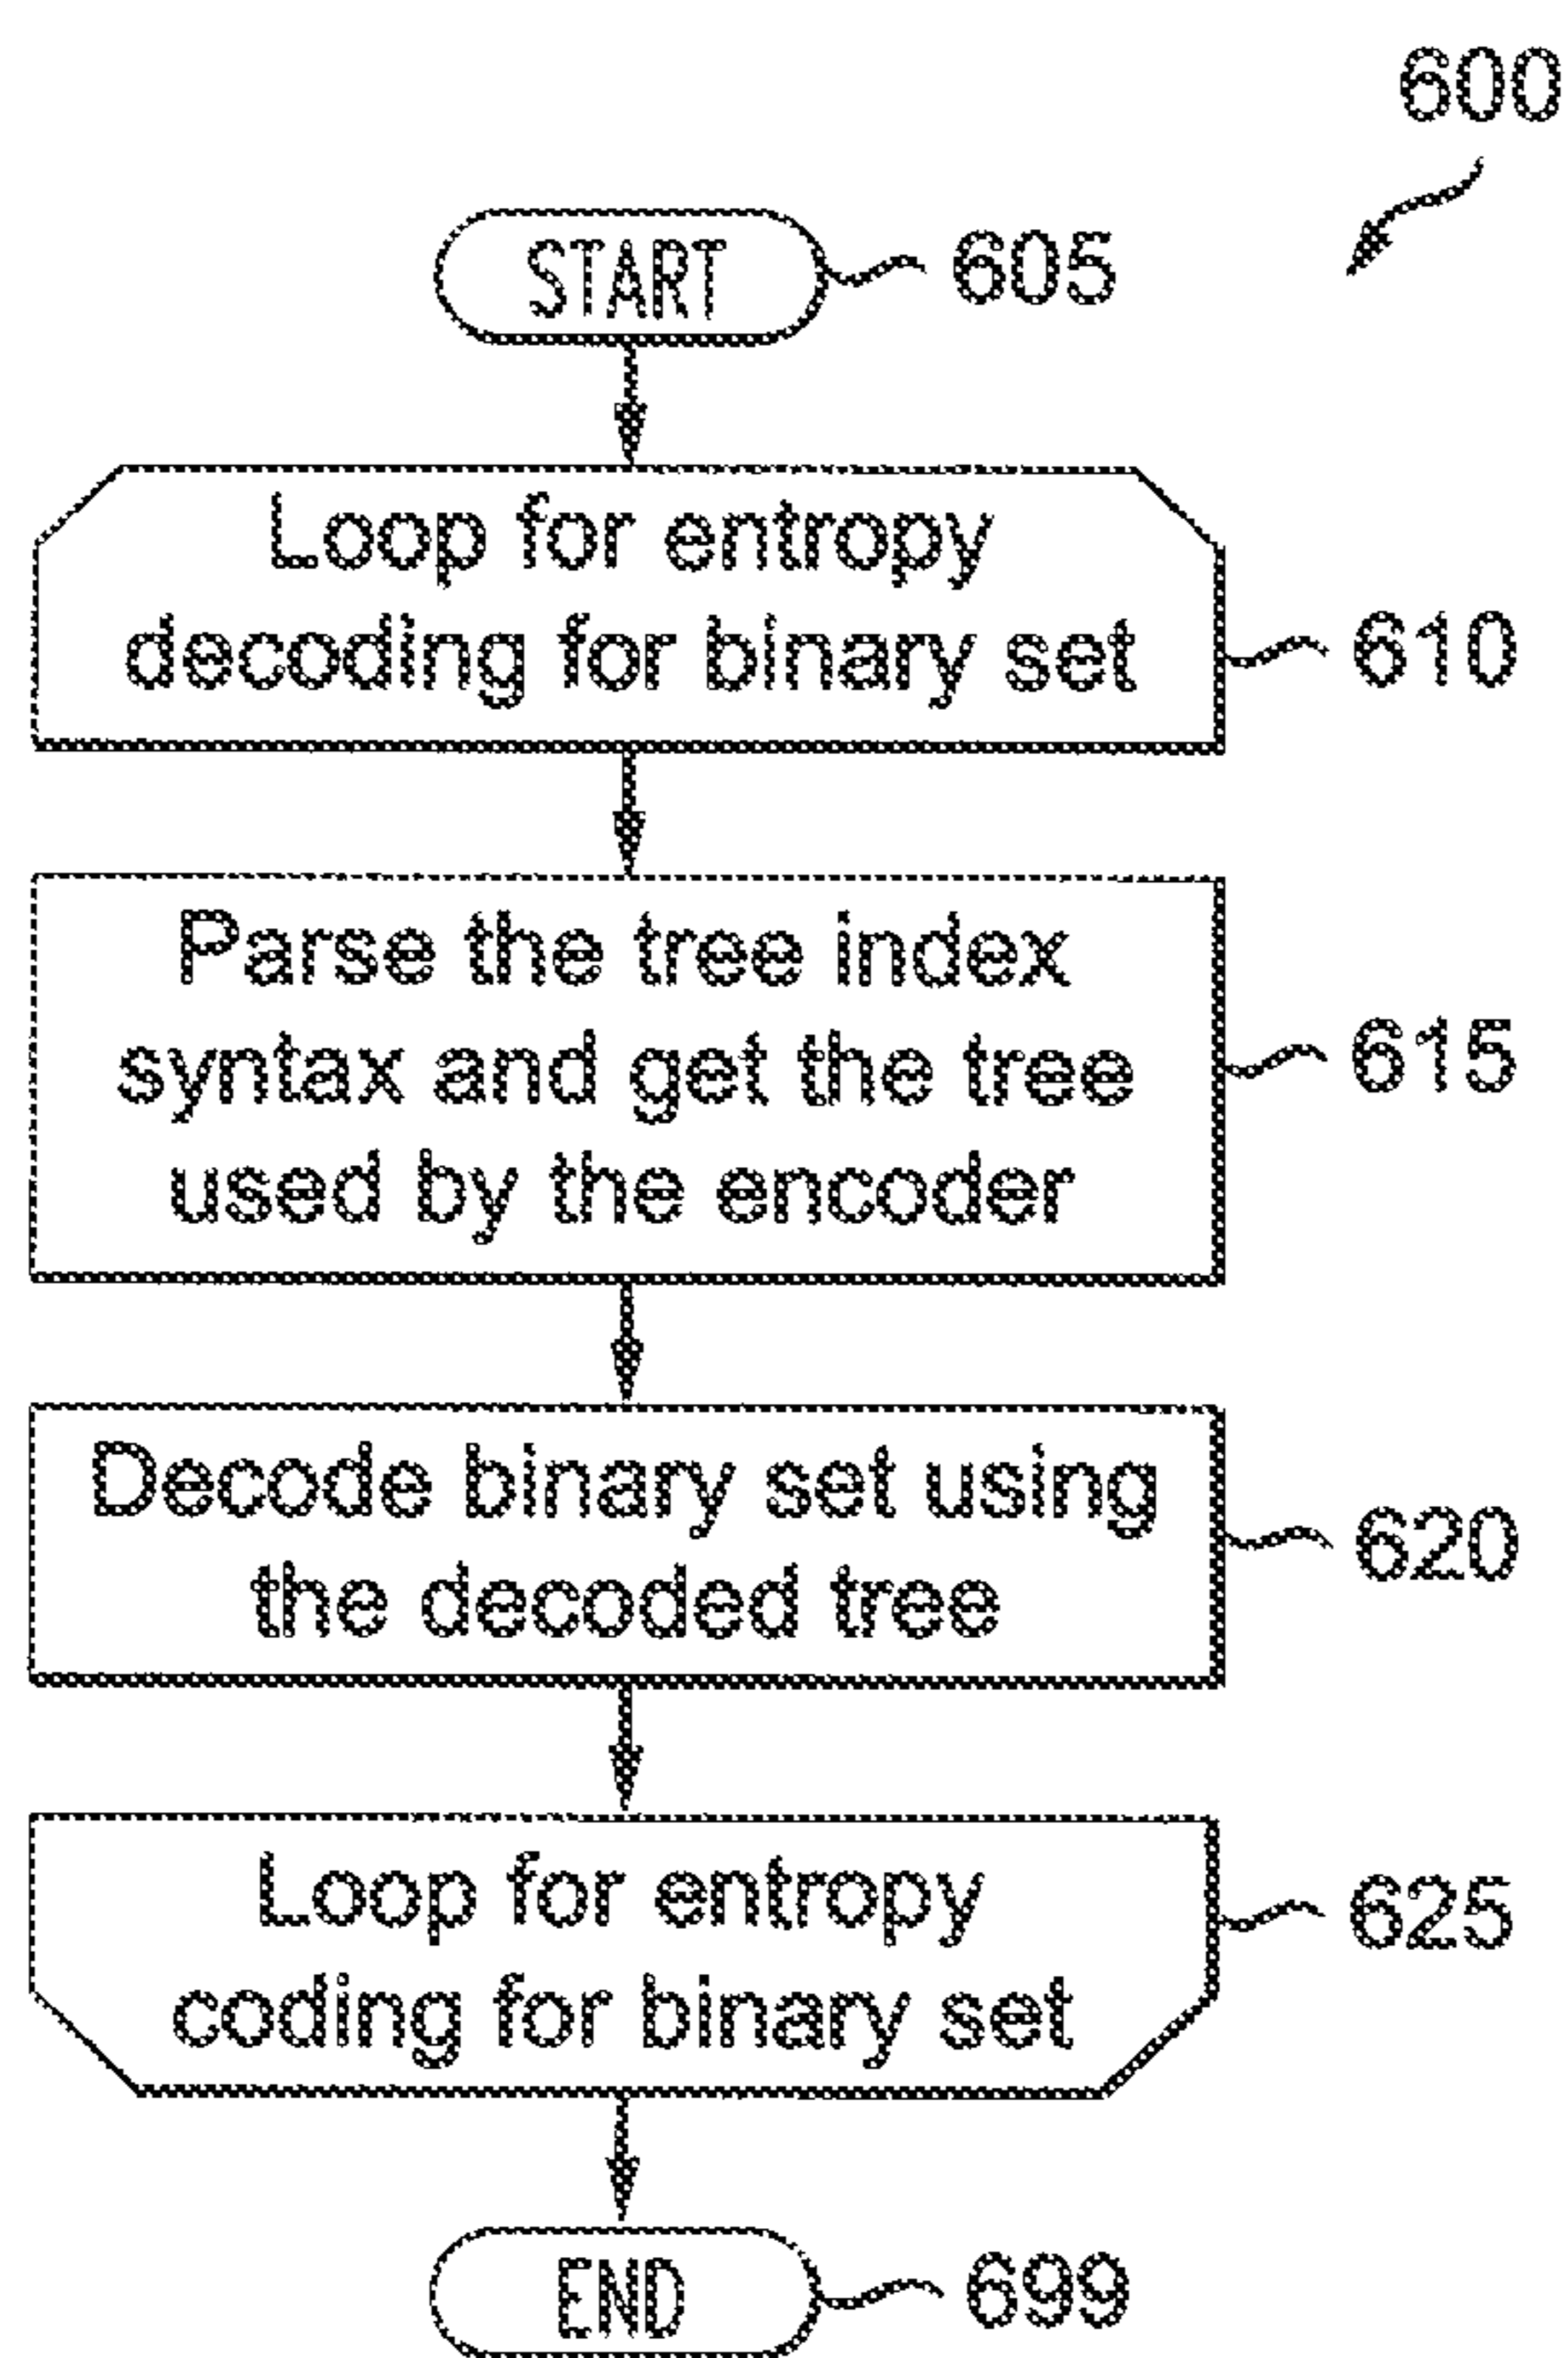 600
START
605
Loop for entropy
decoding for binary set
610
Parse the tree index
syntax and get the tree
used by the encoder
615
Decode binary set using
the decoded tree
620
Loop for entropy
coding for binary set
625
END
699